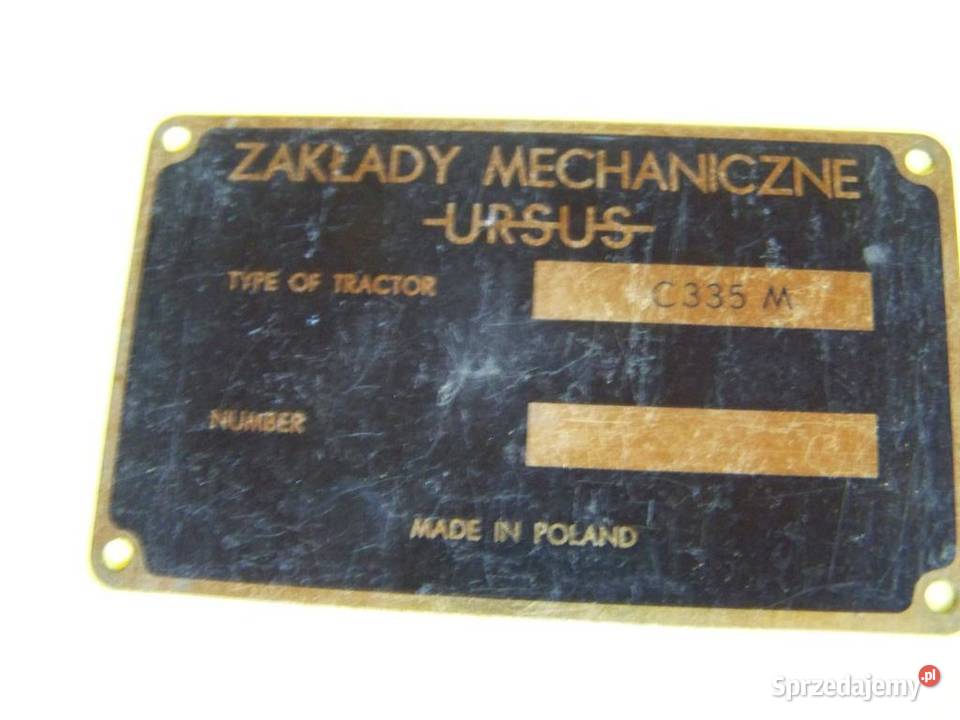 ZAKŁADY MECHANICZNE
URSUS
TYPE OF TRACTOR C335 M
NUMBER
MADE IN POLAND
Sprzedajemy.pl